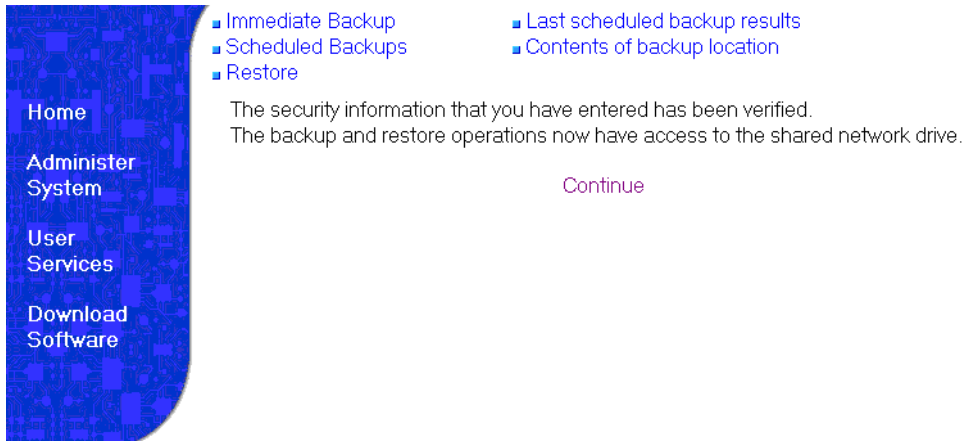 Immediate Backup
Last scheduled backup results
Scheduled Backups
Contents of backup location
Restore
Home
Administer
System
User
Services
Download
Software
The security information that you have entered has been verified.
The backup and restore operations now have access to the shared network drive.
Continue